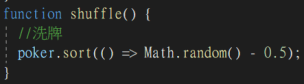 function shuffle() {
//洗牌
poker.sort(() => Math.random() - 0.5);
}